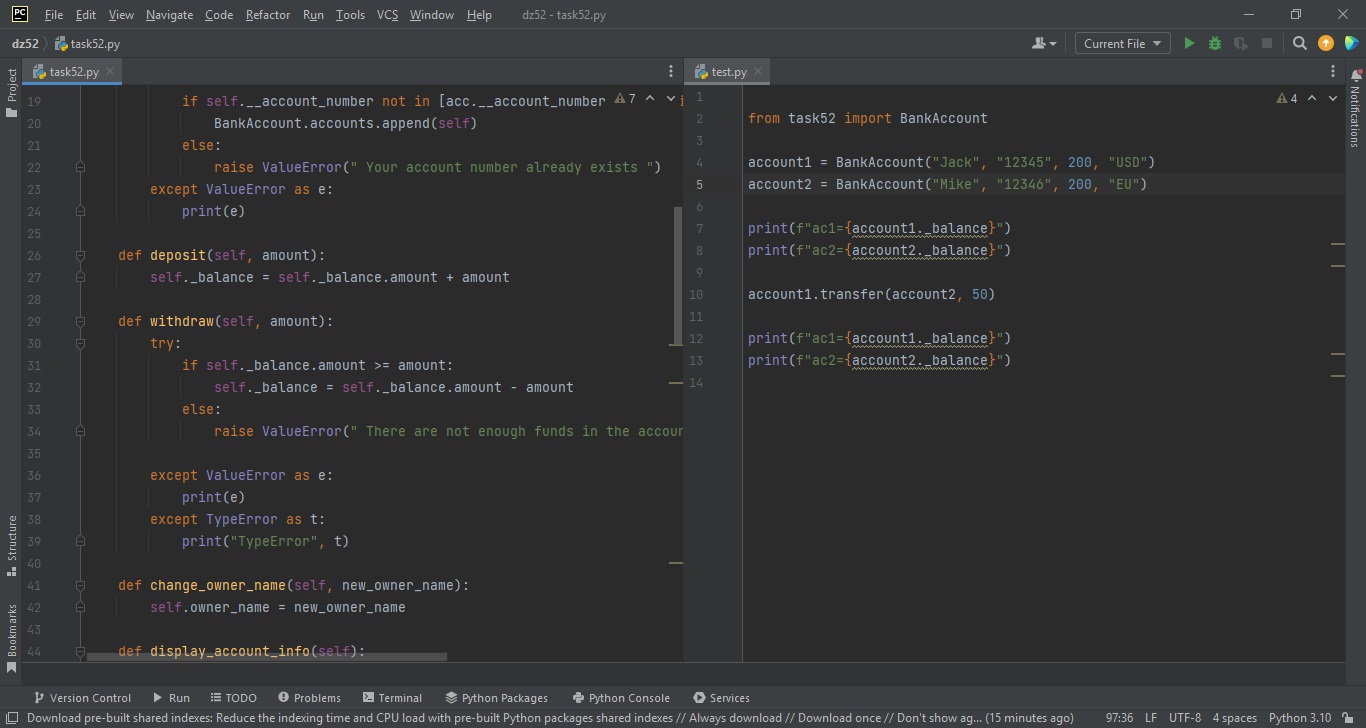 PC File Edit View Navigate Code Refactor Run Tools VCS Window Help dz52 - task52.py
dz52 task52.py Current File
task52.py test.py
Project
Structure
Bookmarks
19 if self.__account_number not in [acc.__account_number 7
20 BankAccount.accounts.append(self)
21 else:
22 raise ValueError(" Your account number already exists ")
23 except ValueError as e:
24 print(e)
25
26 def deposit(self, amount):
27 self._balance = self._balance.amount + amount
28
29 def withdraw(self, amount):
30 try:
31 if self._balance.amount >= amount:
32 self._balance = self._balance.amount - amount
33 else:
34 raise ValueError(" There are not enough funds in the accoun
35
36 except ValueError as e:
37 print(e)
38 except TypeError as t:
39 print("TypeError", t)
40
41 def change_owner_name(self, new_owner_name):
42 self.owner_name = new_owner_name
43
44 def display_account_info(self):
1 4
2 from task52 import BankAccount
3
4 account1 = BankAccount("Jack", "12345", 200, "USD")
5 account2 = BankAccount("Mike", "12346", 200, "EU")
6
7 print(f"ac1={account1._balance}")
8 print(f"ac2={account2._balance}")
9
10 account1.transfer(account2, 50)
11
12 print(f"ac1={account1._balance}")
13 print(f"ac2={account2._balance}")
14
Notifications
Version Control Run TODO Problems Terminal Python Packages Python Console Services
Download pre-built shared indexes: Reduce the indexing time and CPU load with pre-built Python packages shared indexes // Always download // Download once // Don't show ag... (15 minutes ago) 97:36 LF UTF-8 4 spaces Python 3.10